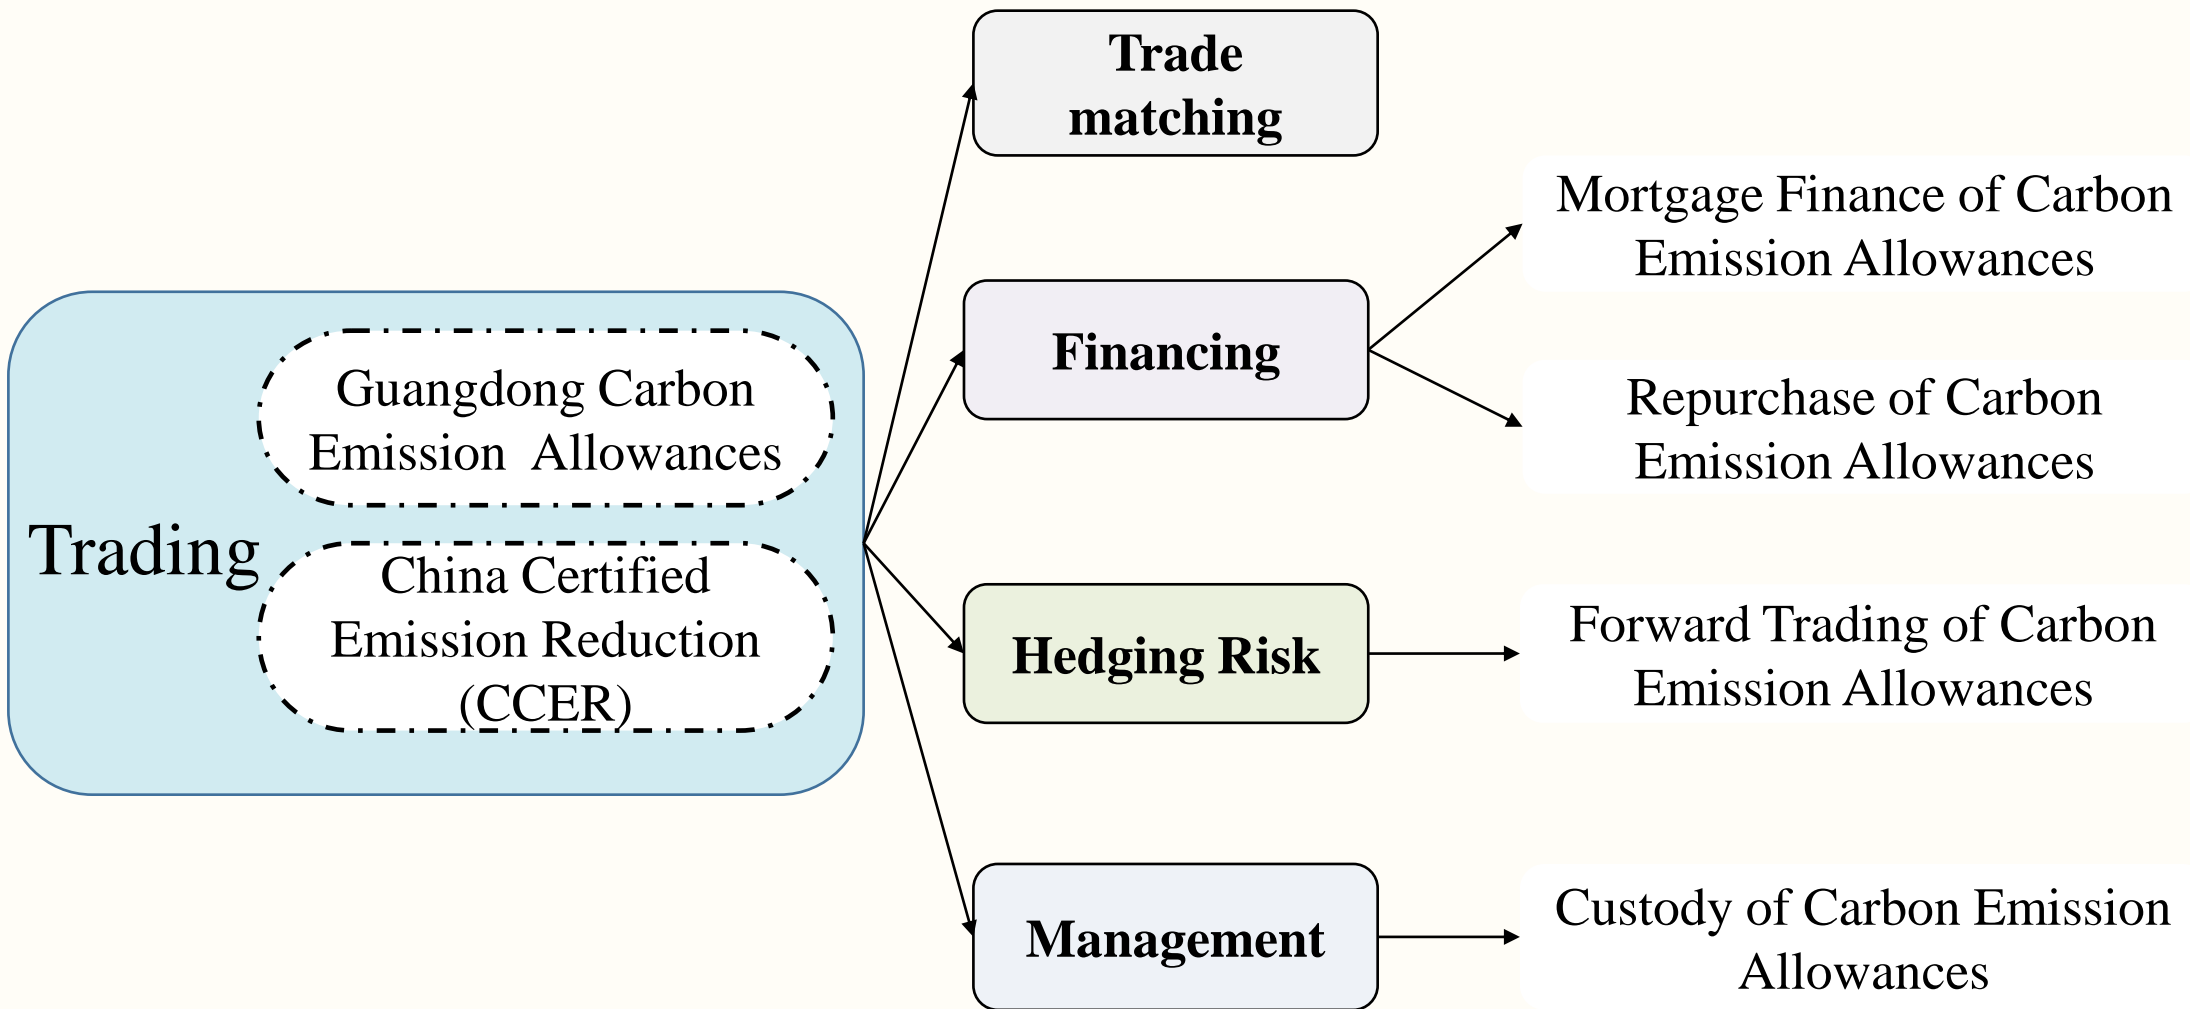 Trading
Guangdong Carbon
Emission Allowances
China Certified
Emission Reduction
(CCER)
Trade
matching
Financing
Hedging Risk
Management
Mortgage Finance of Carbon
Emission Allowances
Repurchase of Carbon
Emission Allowances
Forward Trading of Carbon
Emission Allowances
Custody of Carbon Emission
Allowances